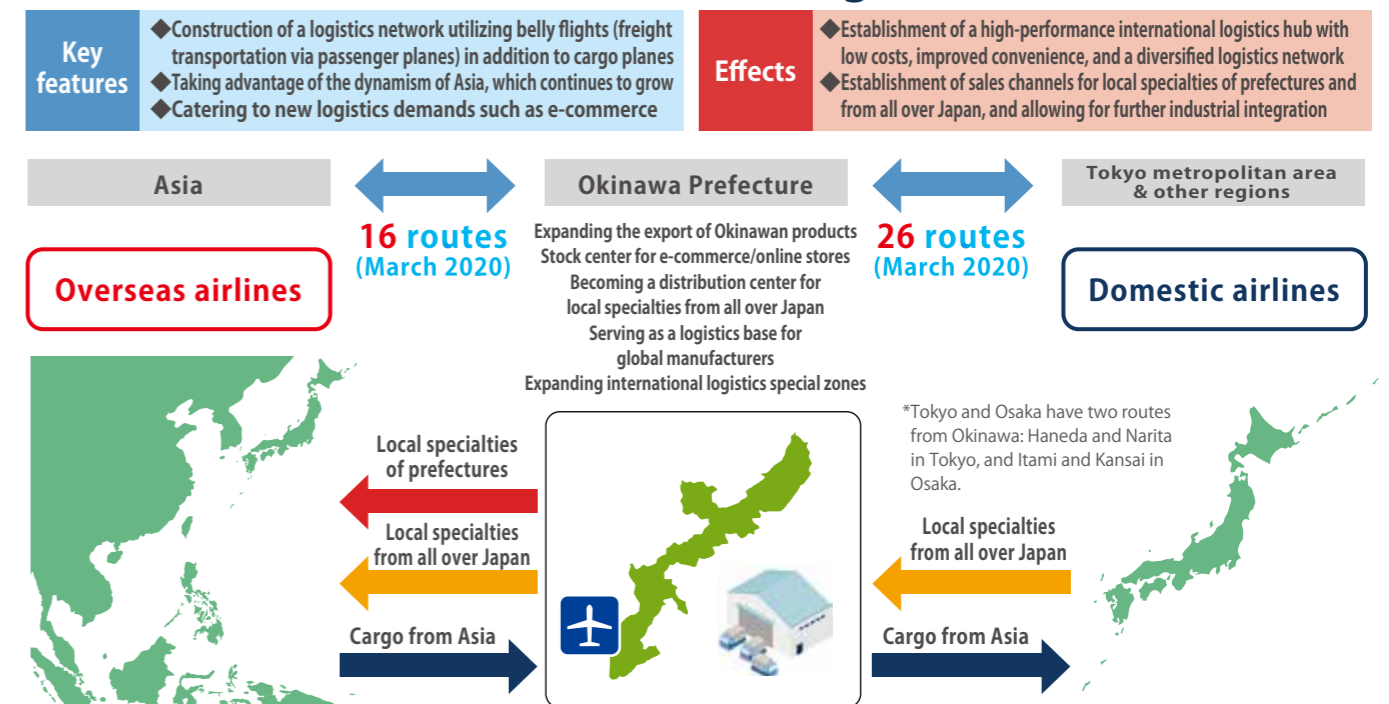 Key
features
◆Construction of a logistics network utilizing belly flights (freight
transportation via passenger planes) in addition to cargo planes
◆Taking advantage of the dynamism of Asia, which continues to grow
◆Catering to new logistics demands such as e-commerce
Effects
◆Establishment of a high-performance international logistics hub with
low costs, improved convenience, and a diversified logistics network
◆Establishment of sales channels for local specialties of prefectures and
from all over Japan, and allowing for further industrial integration
Asia
Okinawa Prefecture
Tokyo metropolitan area
& other regions
16 routes
(March 2020)
Expanding the export of Okinawan products
Stock center for e-commerce/online stores
Becoming a distribution center for
local specialties from all over Japan
Serving as a logistics base for
global manufacturers
Expanding international logistics special zones
26 routes
(March 2020)
Overseas airlines
Domestic airlines
*Tokyo and Osaka have two routes
from Okinawa: Haneda and Narita
in Tokyo, and Itami and Kansai in
Osaka.
Local specialties
of prefectures
Local specialties
from all over Japan
Cargo from Asia
Local specialties
from all over Japan
Cargo from Asia